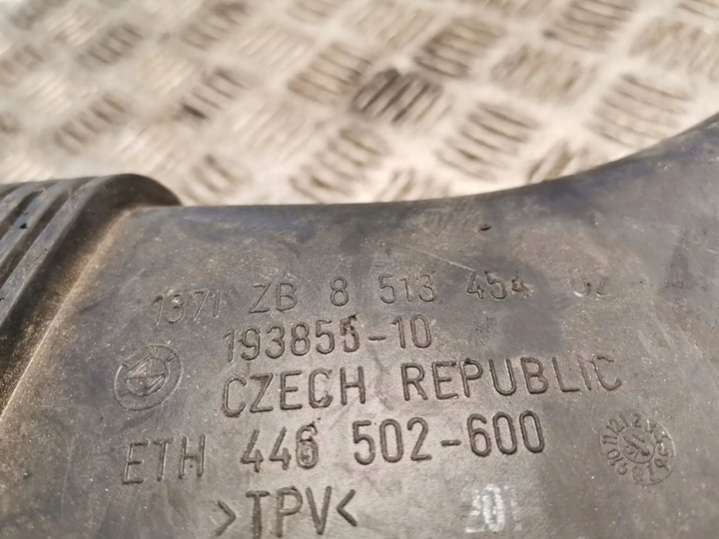 1371 ZB 8 513 454
193855-10
CZECH REPUBLIC
ETH 446 502-600
>TPV<